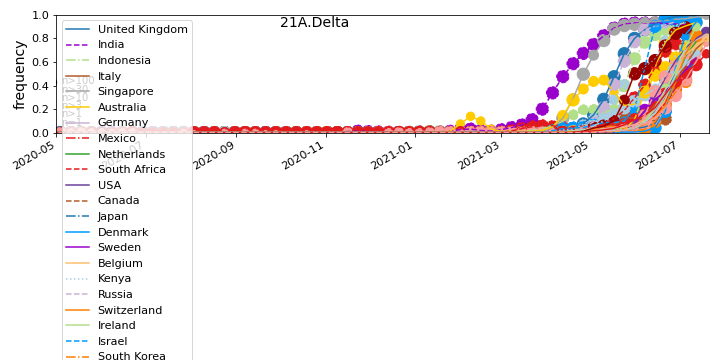 21A.Delta
frequency
1.0
0.8
0.6
0.4
0.2
0.0
2020-05
2020-09
2020-11
2021-01
2021-03
2021-05
2021-07
n>100
United Kingdom
India
Indonesia
Italy
Singapore
Australia
Germany
Mexico
Netherlands
South Africa
USA
Canada
Japan
Denmark
Sweden
Belgium
Kenya
Russia
Switzerland
Ireland
Israel
South Korea